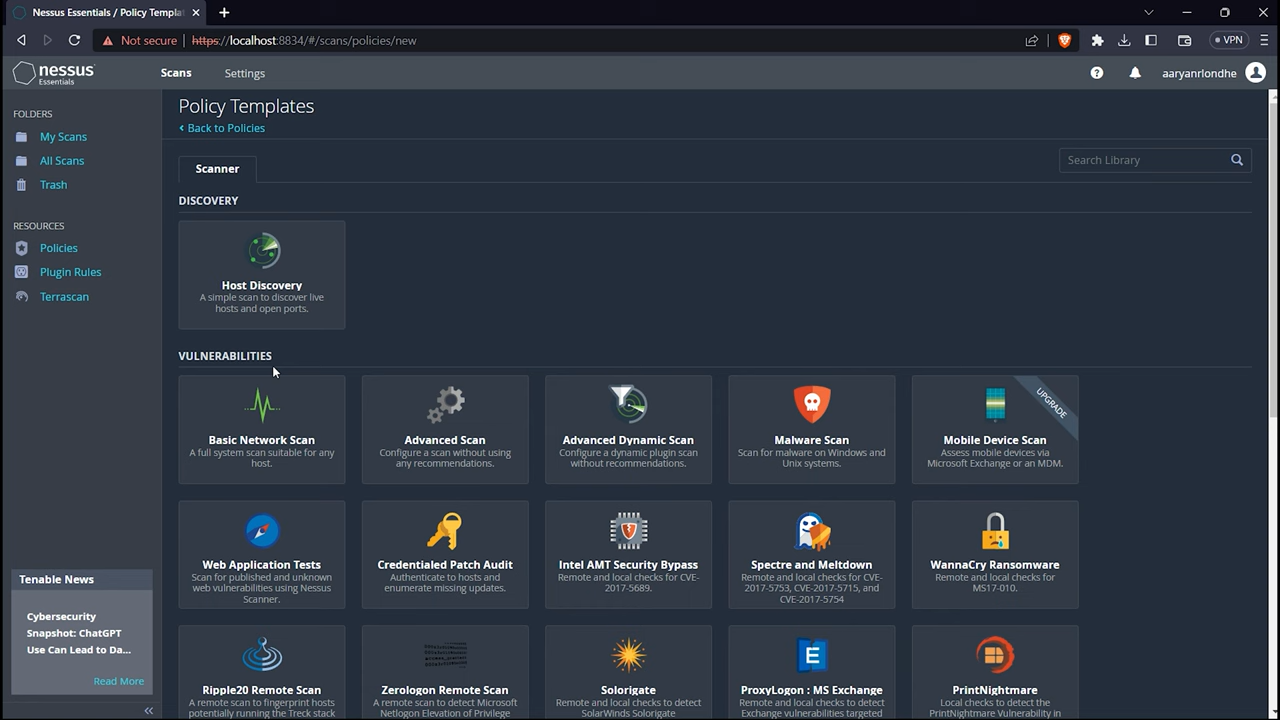 Nessus Essentials / Policy Templat
Not secure | https://localhost:8834/#/scans/policies/new
VPN
nessus
Essentials
Scans
Settings
aaryanrlondhe
FOLDERS
My Scans
All Scans
Trash
RESOURCES
Policies
Plugin Rules
Terrascan
Tenable News
Cybersecurity
Snapshot: ChatGPT
Use Can Lead to Da...
Read More
Policy Templates
Back to Policies
Scanner
Search Library
DISCOVERY
Host Discovery
A simple scan to discover live
hosts and open ports.
VULNERABILITIES
Basic Network Scan
A full system scan suitable for any
host.
Advanced Scan
Configure a scan without using
any recommendations.
Advanced Dynamic Scan
Configure a dynamic plugin scan
without recommendations.
Malware Scan
Scan for malware on Windows and
Unix systems.
UPGRADE
Mobile Device Scan
Assess mobile devices via
Microsoft Exchange or an MDM.
Web Application Tests
Scan for published and unknown
web vulnerabilities using Nessus
Scanner.
Credentialed Patch Audit
Authenticate to hosts and
enumerate missing updates.
Intel AMT Security Bypass
Remote and local checks for CVE-
2017-5689.
Spectre and Meltdown
Remote and local checks for CVE-
2017-5753, CVE-2017-5715, and
CVE-2017-5754
WannaCry Ransomware
Remote and local checks for
MS17-010.
Ripple20 Remote Scan
A remote scan to fingerprint hosts
potentially running the Treck stack
Zerologon Remote Scan
A remote scan to detect Microsoft
Netlogon Elevation of Privilege
Solorigate
Remote and local checks to detect
SolarWinds Solorigate
ProxyLogon : MS Exchange
Remote and local checks to detect
Exchange vulnerabilities targeted
PrintNightmare
Local checks to detect the
PrintNightmare Vulnerability in